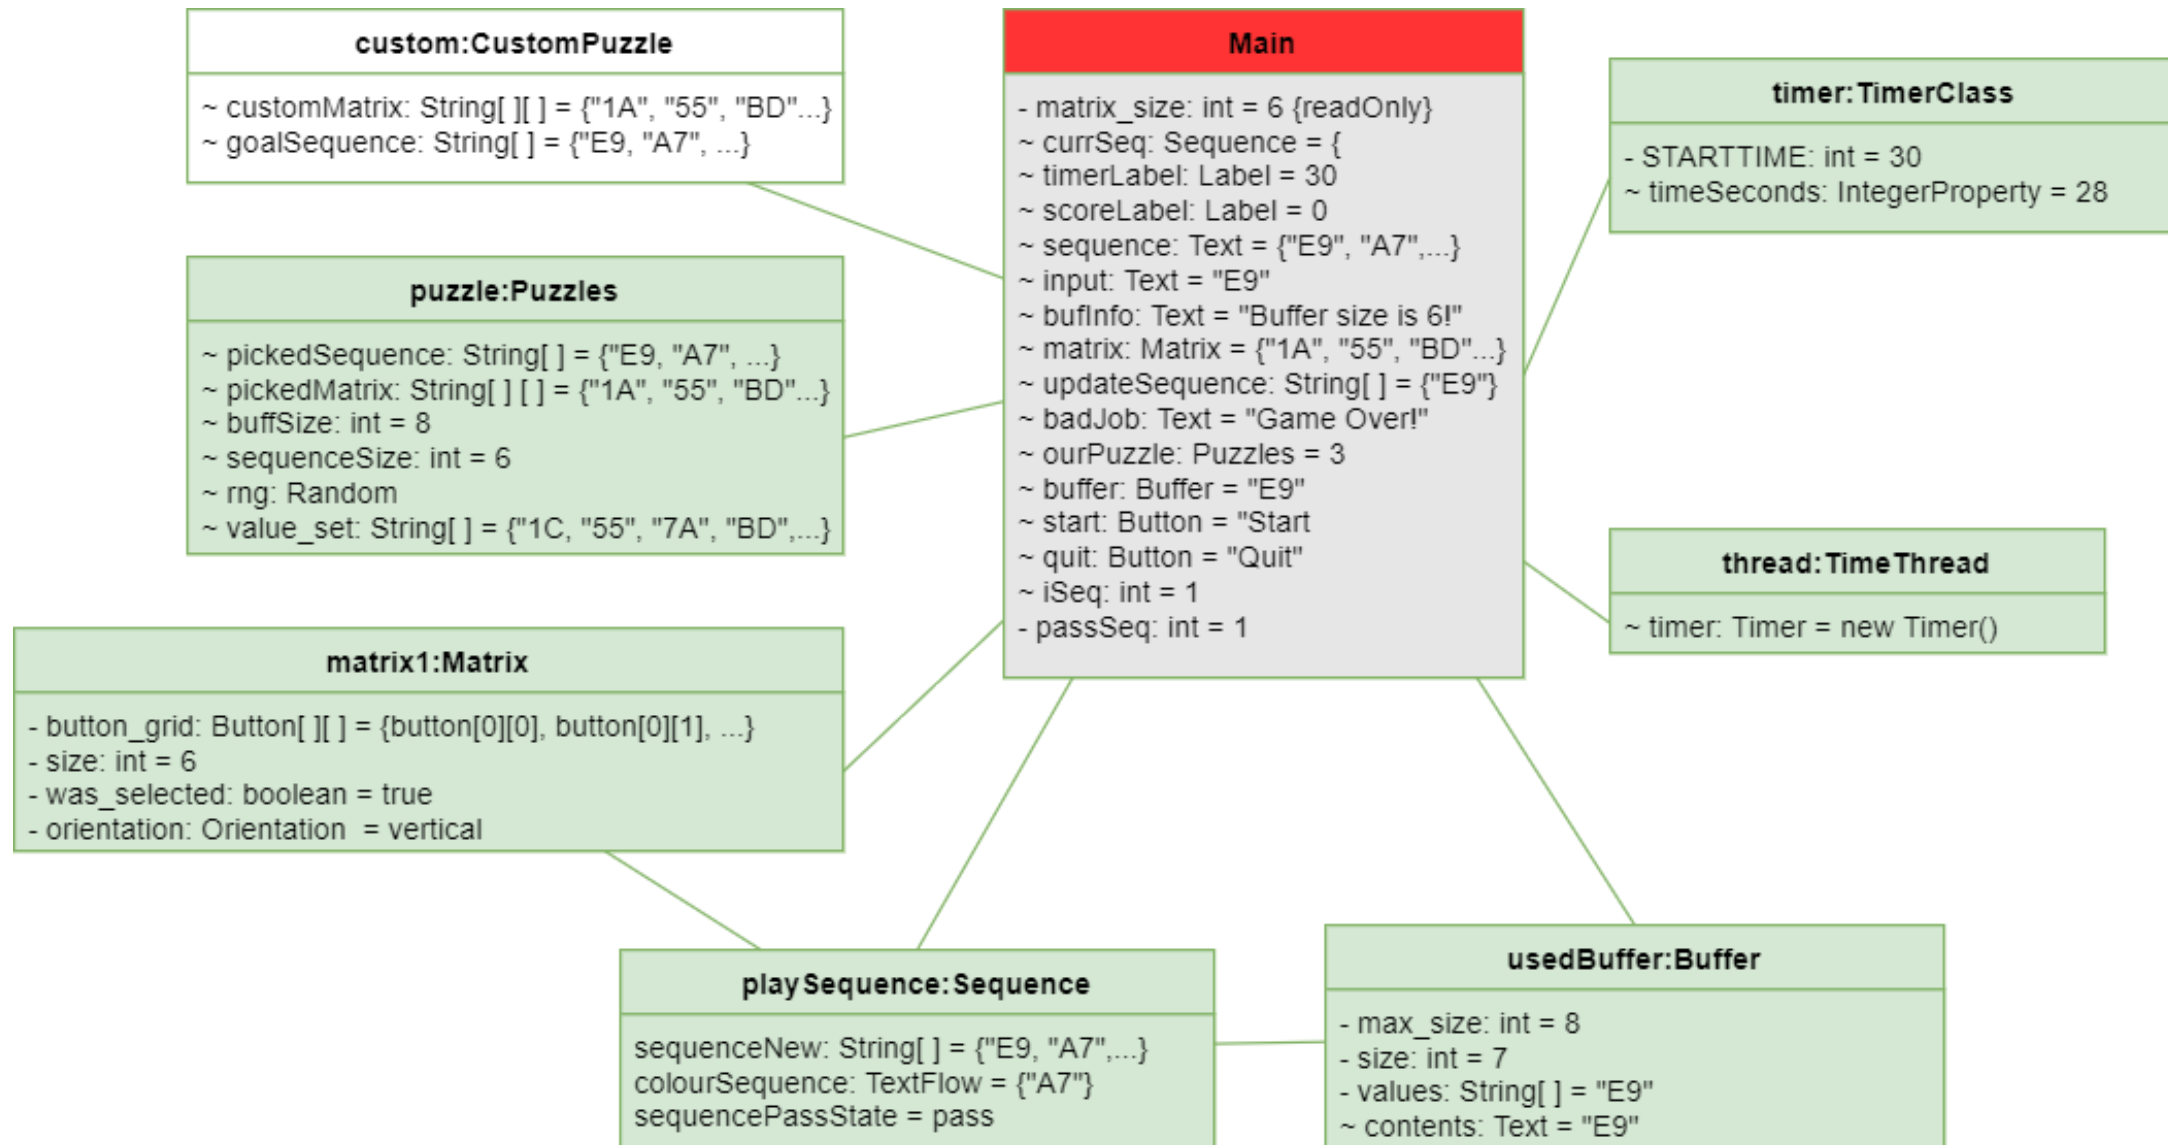 custom:CustomPuzzle
~ customMatrix: String[ ][ ] = {"1A", "55", "BD"...}
~ goalSequence: String[ ] = {"E9, "A7", ...}
Main
- matrix_size: int = 6 {readOnly}
~ currSeq: Sequence = {
~ timerLabel: Label = 30
~ scoreLabel: Label = 0
~ sequence: Text = {"E9", "A7",...}
~ input: Text = "E9"
~ bufInfo: Text = "Buffer size is 6!"
~ matrix: Matrix = {"1A", "55", "BD"...}
~ updateSequence: String[ ] = {"E9"}
~ badJob: Text = "Game Over!"
~ ourPuzzle: Puzzles = 3
~ buffer: Buffer = "E9"
~ start: Button = "Start
~ quit: Button = "Quit"
~ iSeq: int = 1
- passSeq: int = 1
timer:TimerClass
- STARTTIME: int = 30
~ timeSeconds: IntegerProperty = 28
puzzle:Puzzles
~ pickedSequence: String[ ] = {"E9, "A7", ...}
~ pickedMatrix: String[ ] [ ] = {"1A", "55", "BD"...}
~ buffSize: int = 8
~ sequenceSize: int = 6
~ rng: Random
~ value_set: String[ ] = {"1C, "55", "7A", "BD",...}
thread:TimeThread
~ timer: Timer = new Timer()
matrix1:Matrix
- button_grid: Button[ ][ ] = {button[0][0], button[0][1], ...}
- size: int = 6
- was_selected: boolean = true
- orientation: Orientation  = vertical
playSequence:Sequence
sequenceNew: String[ ] = {"E9, "A7",...}
colourSequence: TextFlow = {"A7"}
sequencePassState = pass
usedBuffer:Buffer
- max_size: int = 8
- size: int = 7
- values: String[ ] = "E9"
~ contents: Text = "E9"